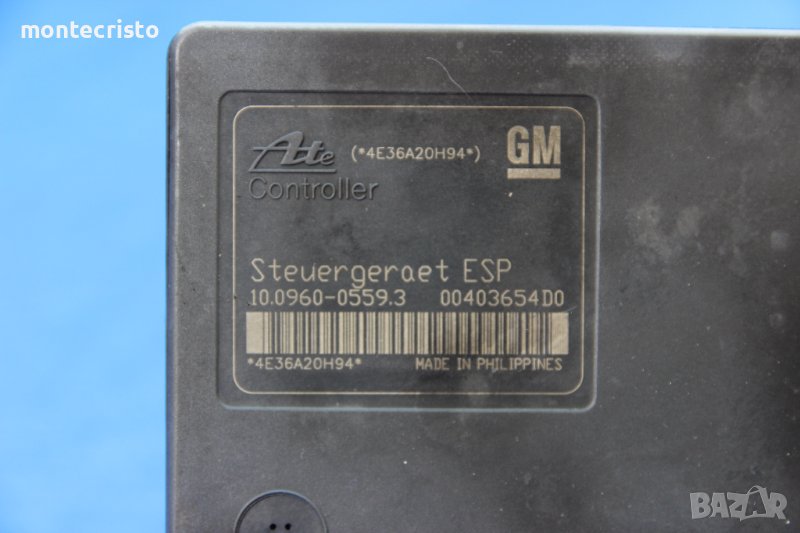 montecristo
Ate (*4E36A20H94*) GM
Controller
Steuergeraet ESP
10.0960-0559.3 00403654D0
*4E36A20H94* MADE IN PHILIPPINES
BAZAR